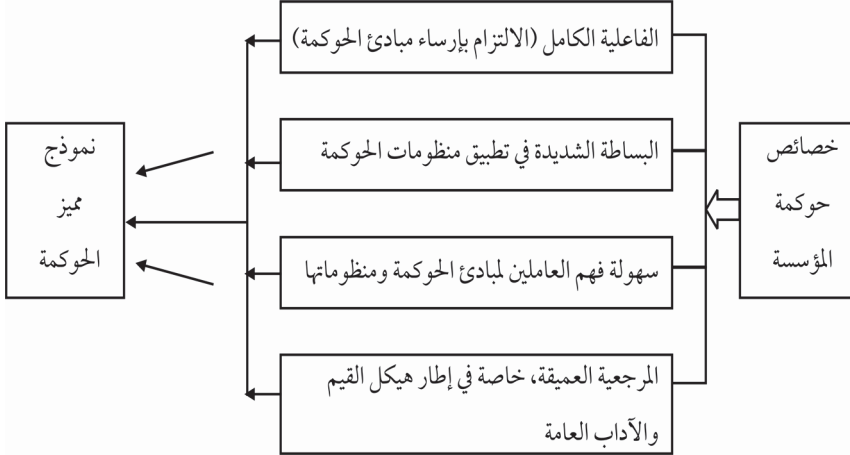 خصائص
حوكمة
المؤسسة
الفاعلية الكامل (الالتزام بإرساء مبادئ الحوكمة)
البساطة الشديدة في تطبيق منظومات الحوكمة
سهولة فهم العاملين لمبادئ الحوكمة ومنظوماتها
المرجعية العميقة، خاصة في إطار هيكل القيم
والآداب العامة
نموذج
مميز
الحوكمة